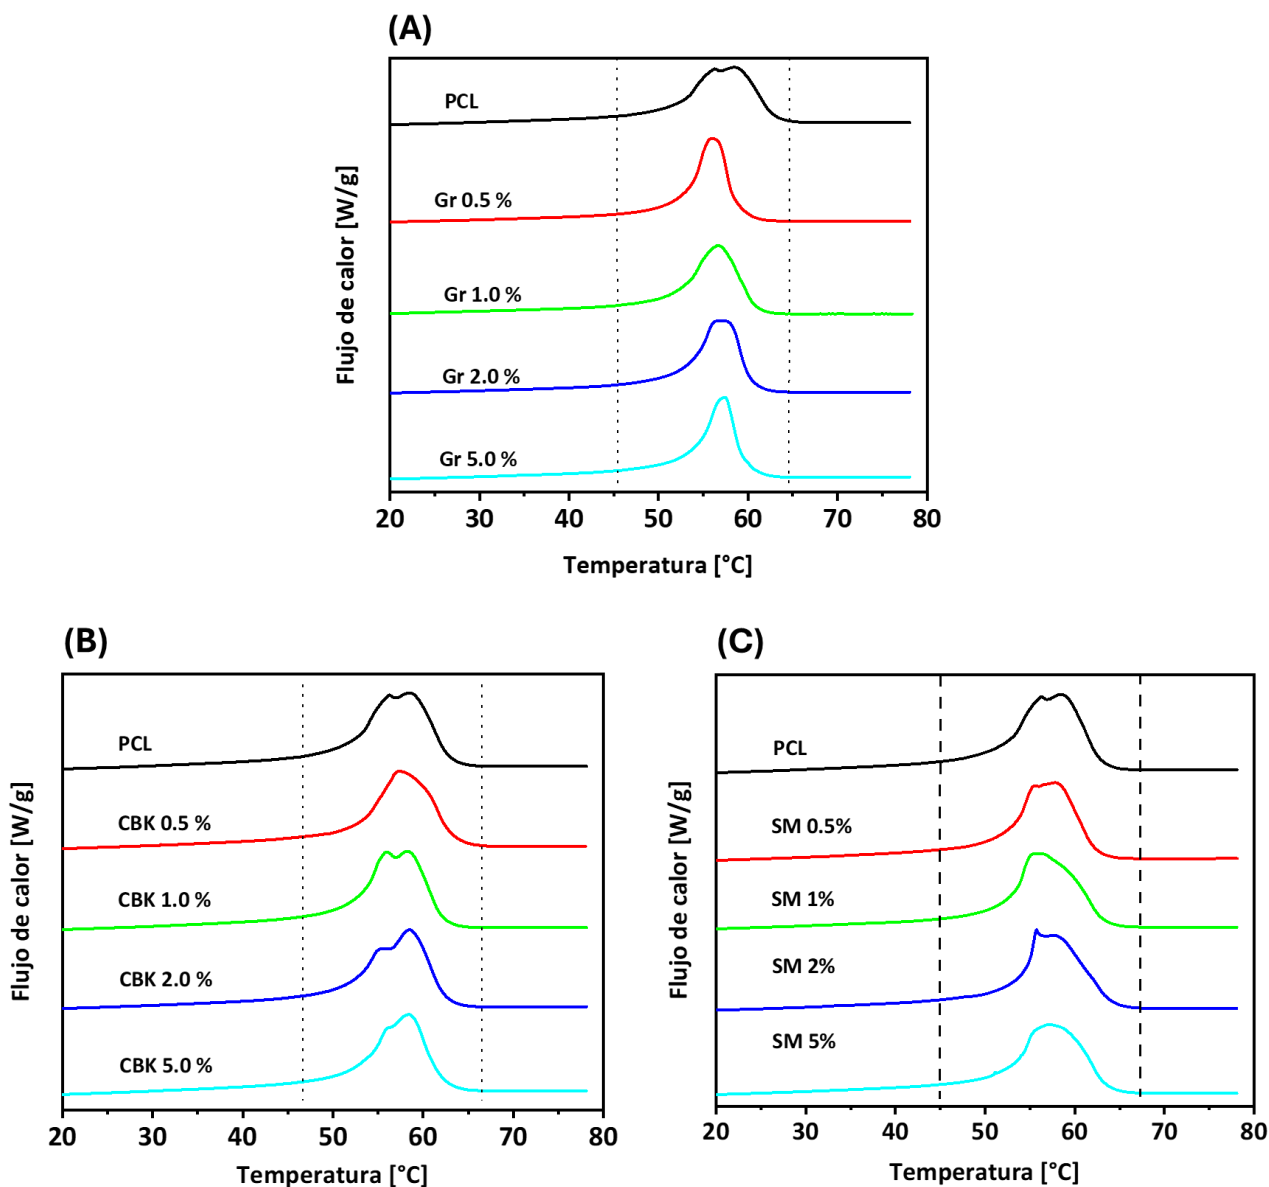 (A)
PCL
Gr 0.5 %
Gr 1.0 %
Gr 2.0 %
Gr 5.0 %
Flujo de calor [W/g]
20 30 40 50 60 70 80
Temperatura [°C]
(B)
PCL
CBK 0.5 %
CBK 1.0 %
CBK 2.0 %
CBK 5.0 %
Flujo de calor [W/g]
20 30 40 50 60 70 80
Temperatura [°C]
(C)
PCL
SM 0.5%
SM 1%
SM 2%
SM 5%
Flujo de calor [W/g]
20 30 40 50 60 70 80
Temperatura [°C]